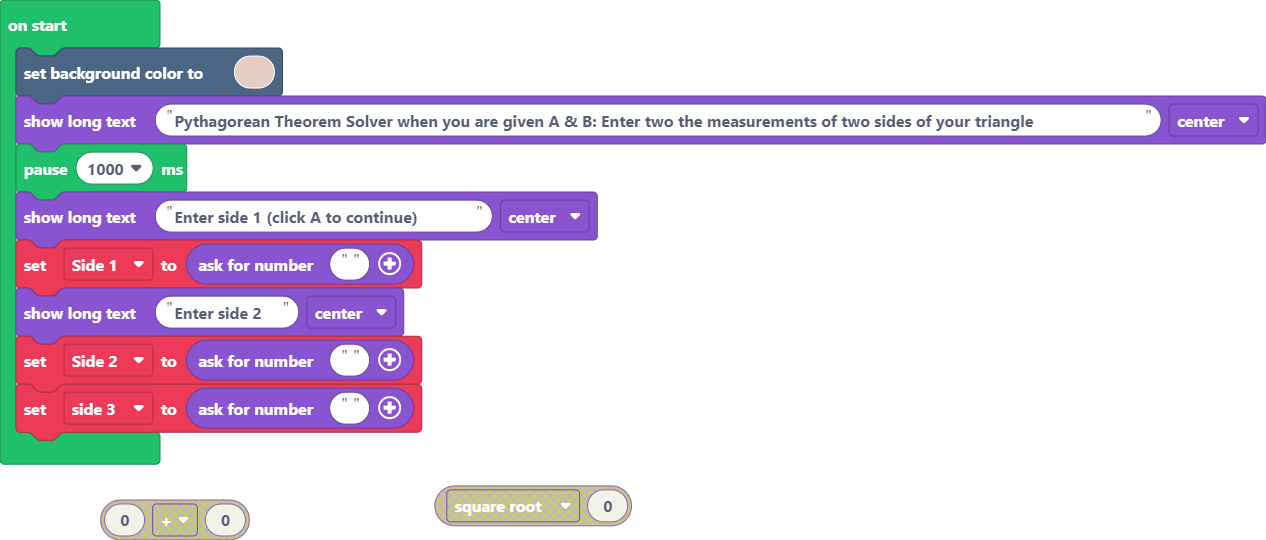 on start
set background color to
show long text "Pythagorean Theorem Solver when you are given A & B: Enter two the measurements of two sides of your triangle" center
pause 1000 ms
show long text "Enter side 1 (click A to continue)" center
set Side 1 to ask for number ""
show long text "Enter side 2" center
set Side 2 to ask for number ""
set side 3 to ask for number ""
0 + 0 square root 0